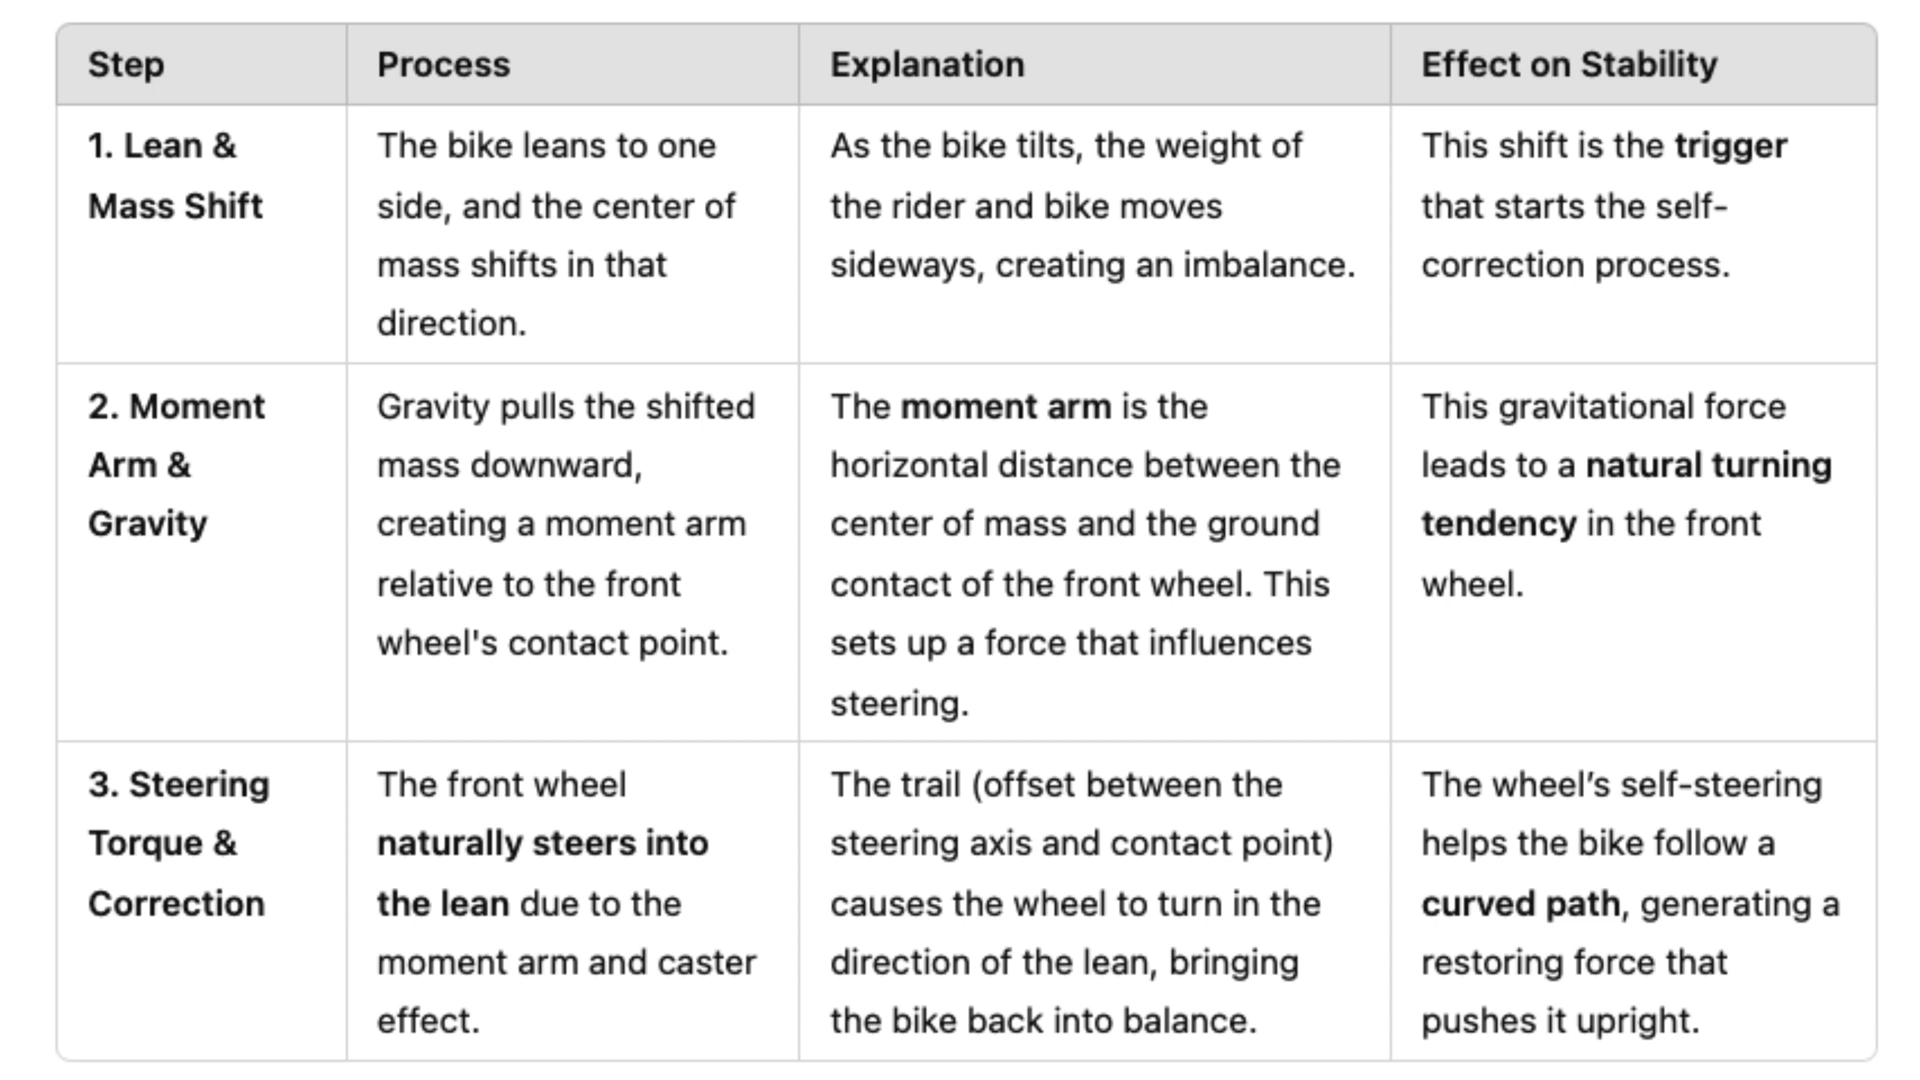 Step
Process
Explanation
Effect on Stability
1. Lean &
Mass Shift
The bike leans to one
side, and the center of
mass shifts in that
direction.
As the bike tilts, the weight of
the rider and bike moves
sideways, creating an imbalance.
This shift is the trigger
that starts the self-
correction process.
2. Moment
Arm &
Gravity
Gravity pulls the shifted
mass downward,
creating a moment arm
relative to the front
wheel's contact point.
The moment arm is the
horizontal distance between the
center of mass and the ground
contact of the front wheel. This
sets up a force that influences
steering.
This gravitational force
leads to a natural turning
tendency in the front
wheel.
3. Steering
Torque &
Correction
The front wheel
naturally steers into
the lean due to the
moment arm and caster
effect.
The trail (offset between the
steering axis and contact point)
causes the wheel to turn in the
direction of the lean, bringing
the bike back into balance.
The wheel’s self-steering
helps the bike follow a
curved path, generating a
restoring force that
pushes it upright.